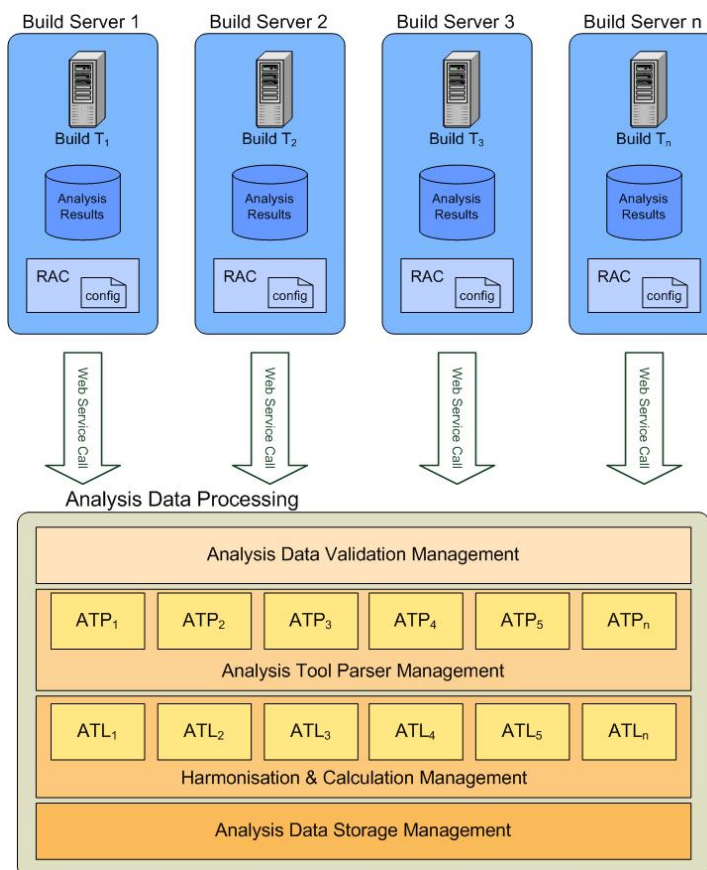 Build Server 1
Build Server 2
Build Server 3
Build Server n
Build T₁
Build T₂
Build T₃
Build Tₙ
Analysis
Results
Analysis
Results
Analysis
Results
Analysis
Results
RAC
config
RAC
config
RAC
config
RAC
config
Web Service Call
Web Service Call
Web Service Call
Web Service Call
Analysis Data Processing
Analysis Data Validation Management
ATP₁
ATP₂
ATP₃
ATP₄
ATP₅
ATPₙ
Analysis Tool Parser Management
ATL₁
ATL₂
ATL₃
ATL₄
ATL₅
ATLₙ
Harmonisation & Calculation Management
Analysis Data Storage Management